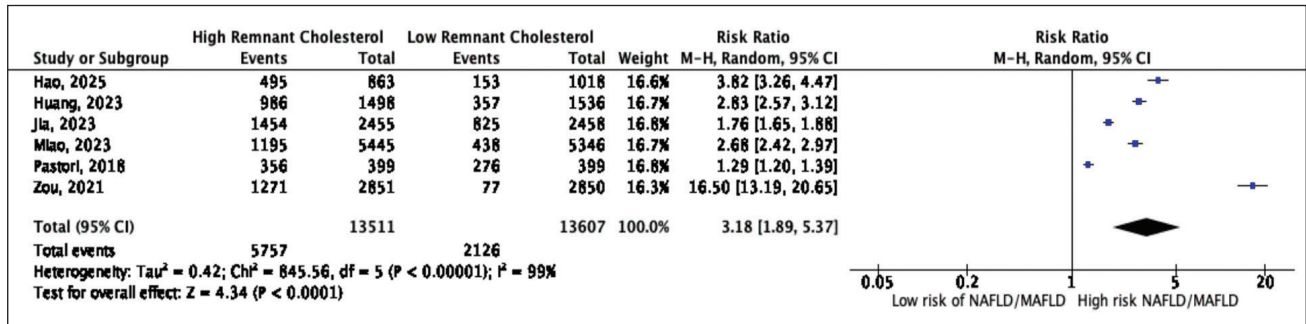 High Remnant Cholesterol Low Remnant Cholesterol Risk Ratio Risk Ratio
Study or Subgroup Events Total Events Total Weight M-H, Random, 95% CI M-H, Random, 95% CI
Hao, 2025 495 863 153 1018 16.6% 3.82 [3.26, 4.47]
Huang, 2023 986 1498 357 1536 16.7% 2.83 [2.57, 3.12]
Jia, 2023 1454 2455 825 2458 16.8% 1.76 [1.65, 1.88]
Miao, 2023 1195 5445 438 5346 16.7% 2.68 [2.42, 2.97]
Pastori, 2018 356 399 276 399 16.8% 1.29 [1.20, 1.39]
Zou, 2021 1271 2851 77 2850 16.3% 16.50 [13.19, 20.65]
Total (95% CI) 13511 13607 100.0% 3.18 [1.89, 5.37]
Total events 5757 2126
Heterogeneity: Tau² = 0.42; Chi² = 845.56, df = 5 (P < 0.00001); I² = 99%
Test for overall effect: Z = 4.34 (P < 0.0001)
0.05 0.2 1 5 20
Low risk of NAFLD/MAFLD High risk NAFLD/MAFLD